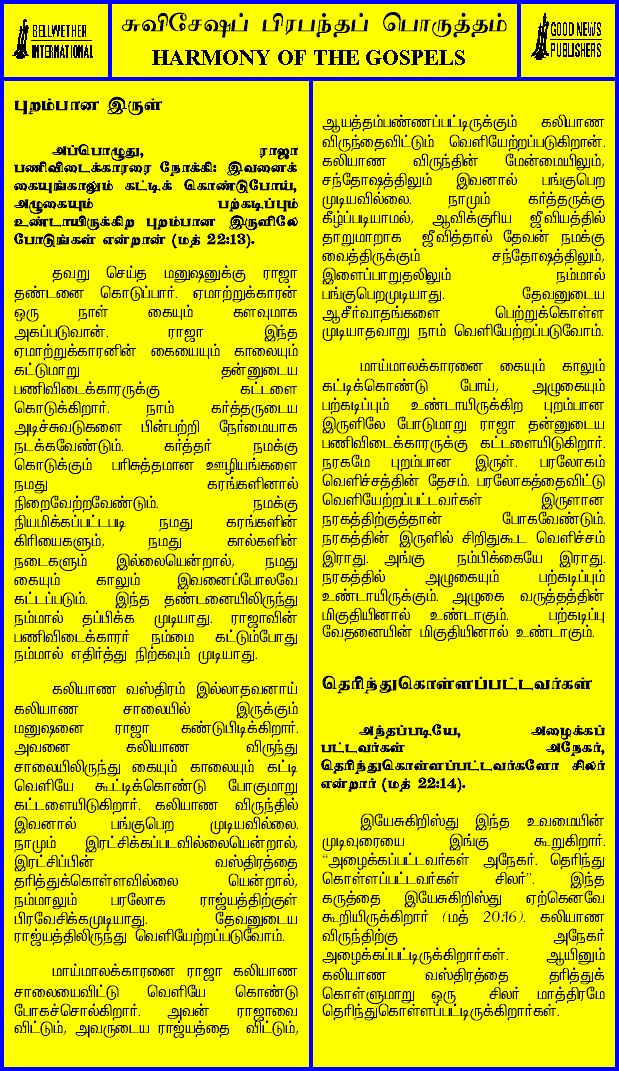 BELLWETHER
INTERNATIONAL
சுவிசேஷப் பிரபந்தப் பொருத்தம்
HARMONY OF THE GOSPELS
GOOD NEWS
PUBLISHERS
புறம்பான இருள்
அப்பொழுது, ராஜா
பணிவிடைக்காரரை நோக்கி: இவனைக்
கையுங்காலும் கட்டிக் கொண்டுபோய்,
அழுகையும் பற்கடிப்பும்
உண்டாயிருக்கிற புறம்பான இருளிலே
போடுங்கள் என்றான் (மத் 22:13).
தவறு செய்த மனுஷனுக்கு ராஜா
தண்டனை கொடுப்பார். ஏமாற்றுக்காரன்
ஒரு நாள் கையும் களவுமாக
அகப்படுவான். ராஜா இந்த
ஏமாற்றுக்காரனின் கையையும் காலையும்
கட்டுமாறு தன்னுடைய
பணிவிடைக்காரருக்கு கட்டளை
கொடுக்கிறார். நாம் கர்த்தருடைய
அடிச்சுவடுகளை பின்பற்றி நேர்மையாக
நடக்கவேண்டும். கர்த்தர் நமக்கு
கொடுக்கும் பரிசுத்தமான ஊழியங்களை
நமது கரங்களினால்
நிறைவேற்றவேண்டும். நமக்கு
நியமிக்கப்பட்டபடி நமது கரங்களின்
கிரியைகளும், நமது கால்களின்
நடைகளும் இல்லையென்றால், நமது
கையும் காலும் இவனைப்போலவே
கட்டப்படும். இந்த தண்டனையிலிருந்து
நம்மால் தப்பிக்க முடியாது. ராஜாவின்
பணிவிடைக்காரர் நம்மை கட்டும்போது
நம்மால் எதிர்த்து நிற்கவும் முடியாது.
கலியாண வஸ்திரம் இல்லாதவனாய்
கலியாண சாலையில் இருக்கும்
மனுஷனை ராஜா கண்டுபிடிக்கிறார்.
அவனை கலியாண விருந்து
சாலையிலிருந்து கையும் காலையும் கட்டி
வெளியே கூட்டிக்கொண்டு போகுமாறு
கட்டளையிடுகிறார். கலியாண விருந்தில்
இவனால் பங்குபெற முடியவில்லை.
நாமும் இரட்சிக்கப்படவில்லையென்றால்,
இரட்சிப்பின் வஸ்திரத்தை
தரித்துக்கொள்ளவில்லை யென்றால்,
நம்மாலும் பரலோக ராஜ்யத்திற்குள்
பிரவேசிக்கமுடியாது. தேவனுடைய
ராஜ்யத்திலிருந்து வெளியேற்றப்படுவோம்.
மாய்மாலக்காரனை ராஜா கலியாண
சாலையைவிட்டு வெளியே கொண்டு
போகச்சொல்கிறார். அவன் ராஜாவை
விட்டும், அவருடைய ராஜ்யத்தை விட்டும்,
ஆயத்தம்பண்ணப்பட்டிருக்கும் கலியாண
விருந்தைவிட்டும் வெளியேற்றப்படுகிறான்.
கலியாண விருந்தின் மேன்மையிலும்,
சந்தோஷத்திலும் இவனால் பங்குபெற
முடியவில்லை. நாமும் கர்த்தருக்கு
கீழ்ப்படியாமல், ஆவிக்குரிய ஜீவியத்தில்
தாறுமாறாக ஜீவித்தால் தேவன் நமக்கு
வைத்திருக்கும் சந்தோஷத்திலும்,
இளைப்பாறுதலிலும் நம்மால்
பங்குபெறமுடியாது. தேவனுடைய
ஆசீர்வாதங்களை பெற்றுக்கொள்ள
முடியாதவாறு நாம் வெளியேற்றப்படுவோம்.
மாய்மாலக்காரனை கையும் காலும்
கட்டிக்கொண்டு போய், அழுகையும்
பற்கடிப்பும் உண்டாயிருக்கிற புறம்பான
இருளிலே போடுமாறு ராஜா தன்னுடைய
பணிவிடைக்காரருக்கு கட்டளையிடுகிறார்.
நரகமே புறம்பான இருள். பரலோகம்
வெளிச்சத்தின் தேசம். பரலோகத்தைவிட்டு
வெளியேற்றப்பட்டவர்கள் இருளான
நரகத்திற்குத்தான் போகவேண்டும்.
நரகத்தின் இருளில் சிறிதுகூட வெளிச்சம்
இராது. அங்கு நம்பிக்கையே இராது.
நரகத்தில் அழுகையும் பற்கடிப்பும்
உண்டாயிருக்கும். அழுகை வருத்தத்தின்
மிகுதியினால் உண்டாகும். பற்கடிப்பு
வேதனையின் மிகுதியினால் உண்டாகும்.
தெரிந்துகொள்ளப்பட்டவர்கள்
அந்தப்படியே, அழைக்கப்
பட்டவர்கள் அநேகர்,
தெரிந்துகொள்ளப்பட்டவர்களோ சிலர்
என்றார் (மத் 22:14).
இயேசுகிறிஸ்து இந்த உவமையின்
முடிவுரையை இங்கு கூறுகிறார்.
“அழைக்கப்பட்டவர்கள் அநேகர். தெரிந்து
கொள்ளப்பட்டவர்கள் சிலர்”. இந்த
கருத்தை இயேசுகிறிஸ்து ஏற்கெனவே
கூறியிருக்கிறார் (மத் 20:16). கலியாண
விருந்திற்கு அநேகர்
அழைக்கப்பட்டிருக்கிறார்கள். ஆயினும்
கலியாண வஸ்திரத்தை தரித்துக்
கொள்ளுமாறு ஒரு சிலர் மாத்திரமே
தெரிந்துகொள்ளப்பட்டிருக்கிறார்கள்.